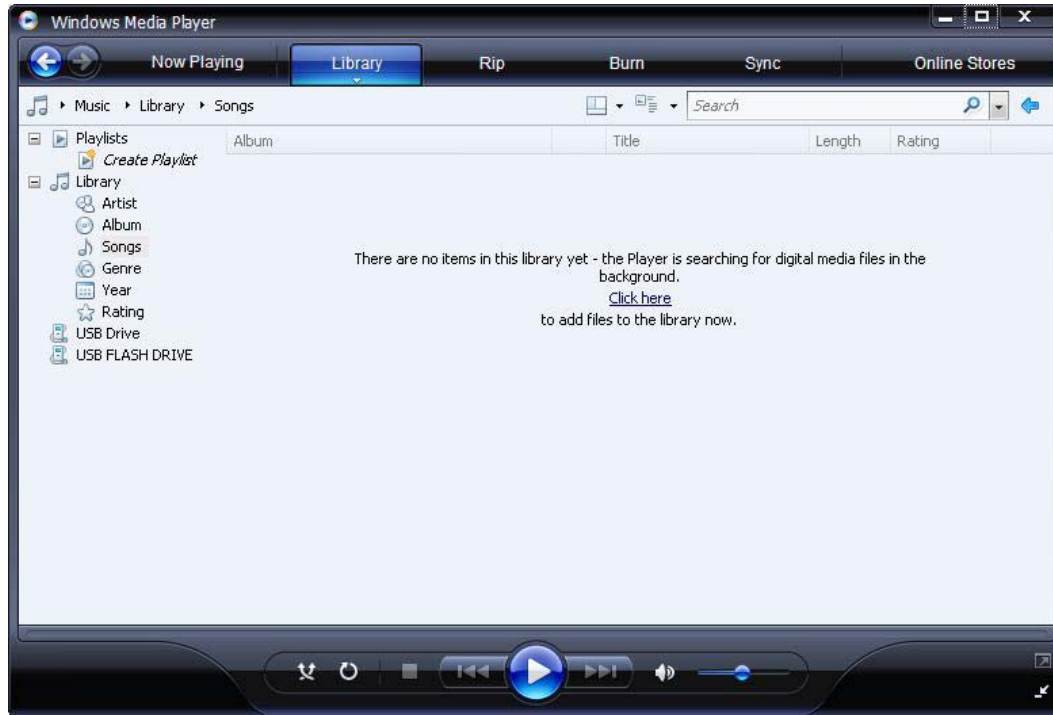 Windows Media Player
Now Playing Library Rip Burn Sync Online Stores
Music Library Songs Search
Playlists Album Title Length Rating
Create Playlist
Library
Artist
Album
Songs
Genre
Year
Rating
USB Drive
USB FLASH DRIVE
There are no items in this library yet - the Player is searching for digital media files in the
background.
Click here
to add files to the library now.